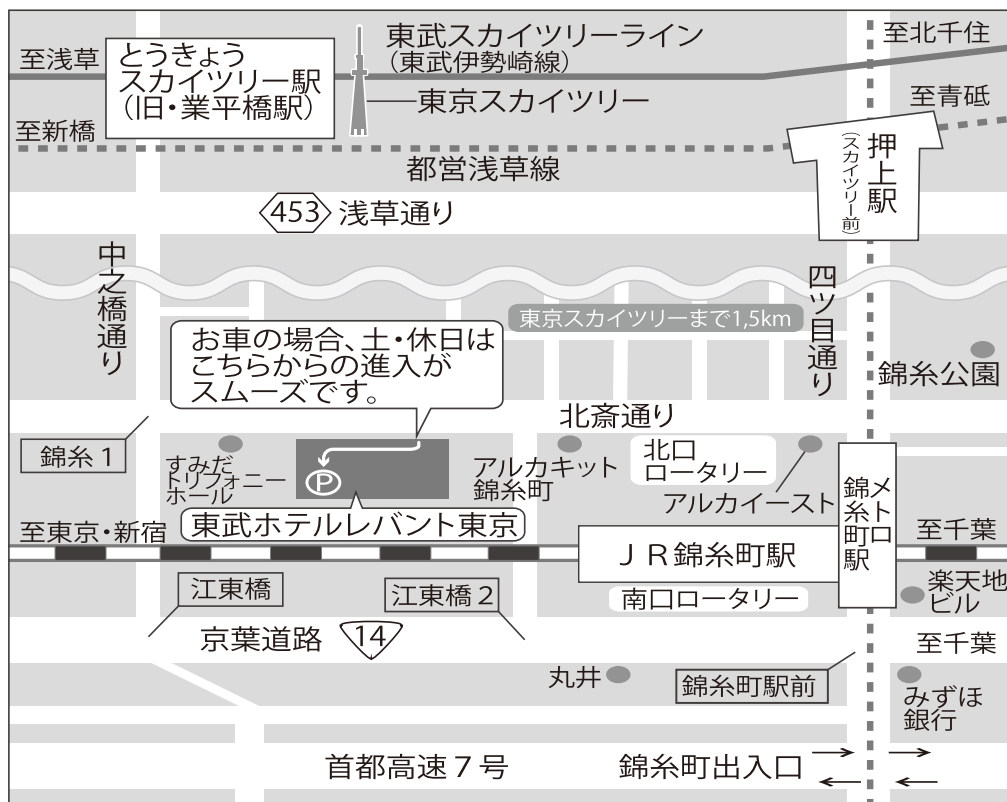 至浅草
とうきょう
スカイツリー駅
(旧・業平橋駅)
東武スカイツリーライン
(東武伊勢崎線)
東京スカイツリー
至北千住
至青砥
至新橋
都営浅草線
押上駅
(スカイツリー前)
453 浅草通り
中之橋通り
四ツ目通り
東京スカイツリーまで1,5km
お車の場合、土・休日は
こちらからの進入が
スムーズです。
錦糸公園
北斎通り
錦糸1
すみだ
トリフォニー
ホール
P
アルカキット
錦糸町
北口
ロータリー
アルカイースト
メトロ
錦糸町駅
東武ホテルレバント東京
至東京・新宿
JR錦糸町駅
至千葉
江東橋
江東橋2
南口ロータリー
楽天地
ビル
京葉道路 14
至千葉
丸井
錦糸町駅前
みずほ
銀行
首都高速7号
錦糸町出入口